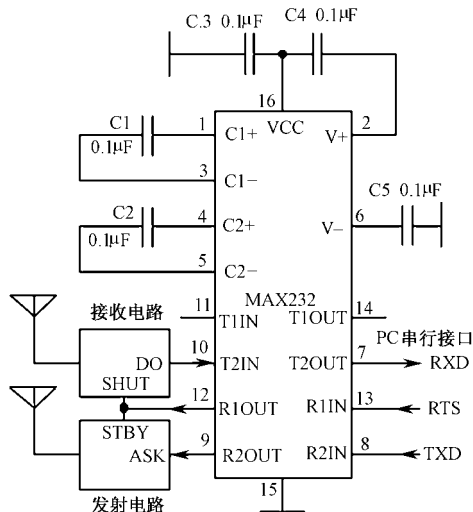 C.3 0.1μF
C4 0.1μF
16
VCC
C1
0.1μF
1
C1+
V+
2
3
C1−
C5 0.1μF
C2
0.1μF
4
C2+
V−
6
5
C2−
MAX232
11
T1IN
T1OUT
14
接收电路
PC串行接口
DO
10
T2IN
T2OUT
7
RXD
SHUT
12
R1OUT
R1IN
13
RTS
STBY
ASK
9
R2OUT
R2IN
8
TXD
15
发射电路